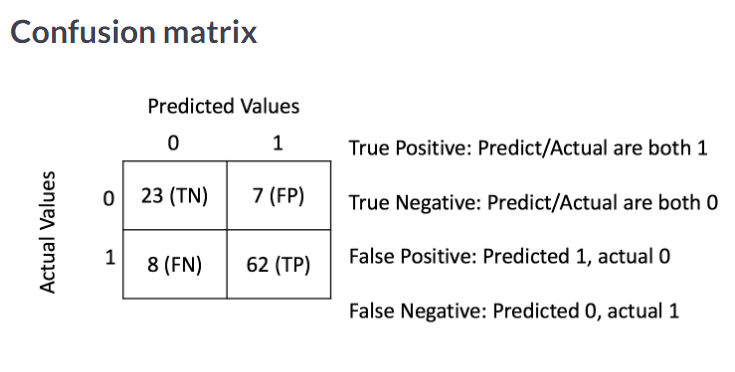 Confusion matrix
Predicted Values
0 1
True Positive: Predict/Actual are both 1
Actual Values
0 23 (TN) 7 (FP)
True Negative: Predict/Actual are both 0
1 8 (FN) 62 (TP)
False Positive: Predicted 1, actual 0
False Negative: Predicted 0, actual 1